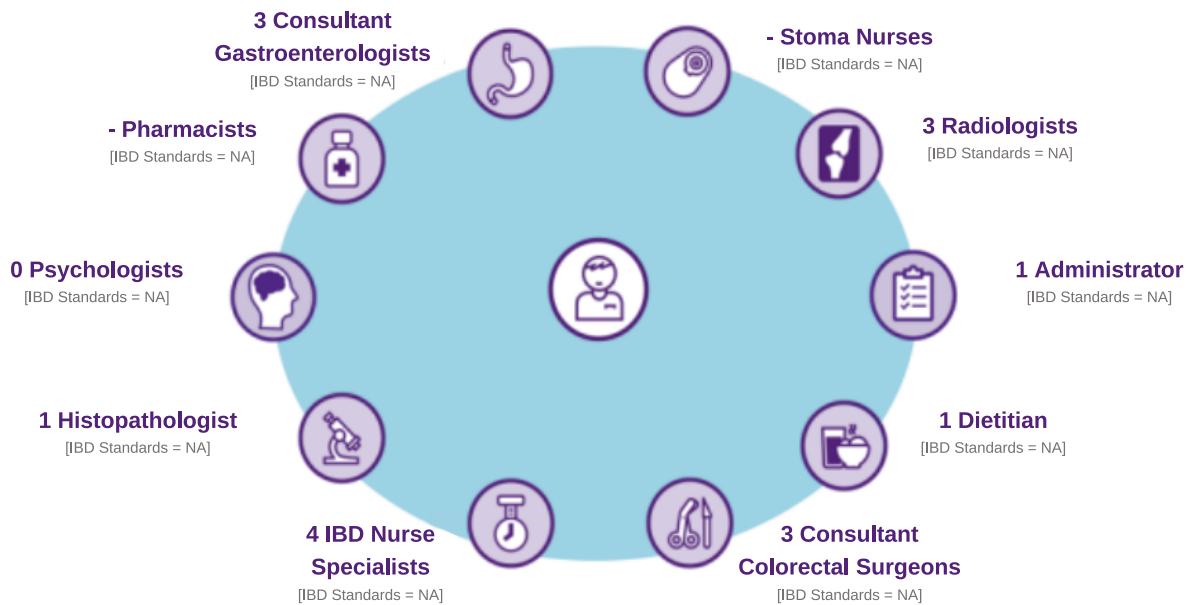 3 Consultant
Gastroenterologists
[IBD Standards = NA]
- Stoma Nurses
[IBD Standards = NA]
- Pharmacists
[IBD Standards = NA]
3 Radiologists
[IBD Standards = NA]
0 Psychologists
[IBD Standards = NA]
1 Administrator
[IBD Standards = NA]
1 Histopathologist
[IBD Standards = NA]
1 Dietitian
[IBD Standards = NA]
4 IBD Nurse
Specialists
[IBD Standards = NA]
3 Consultant
Colorectal Surgeons
[IBD Standards = NA]